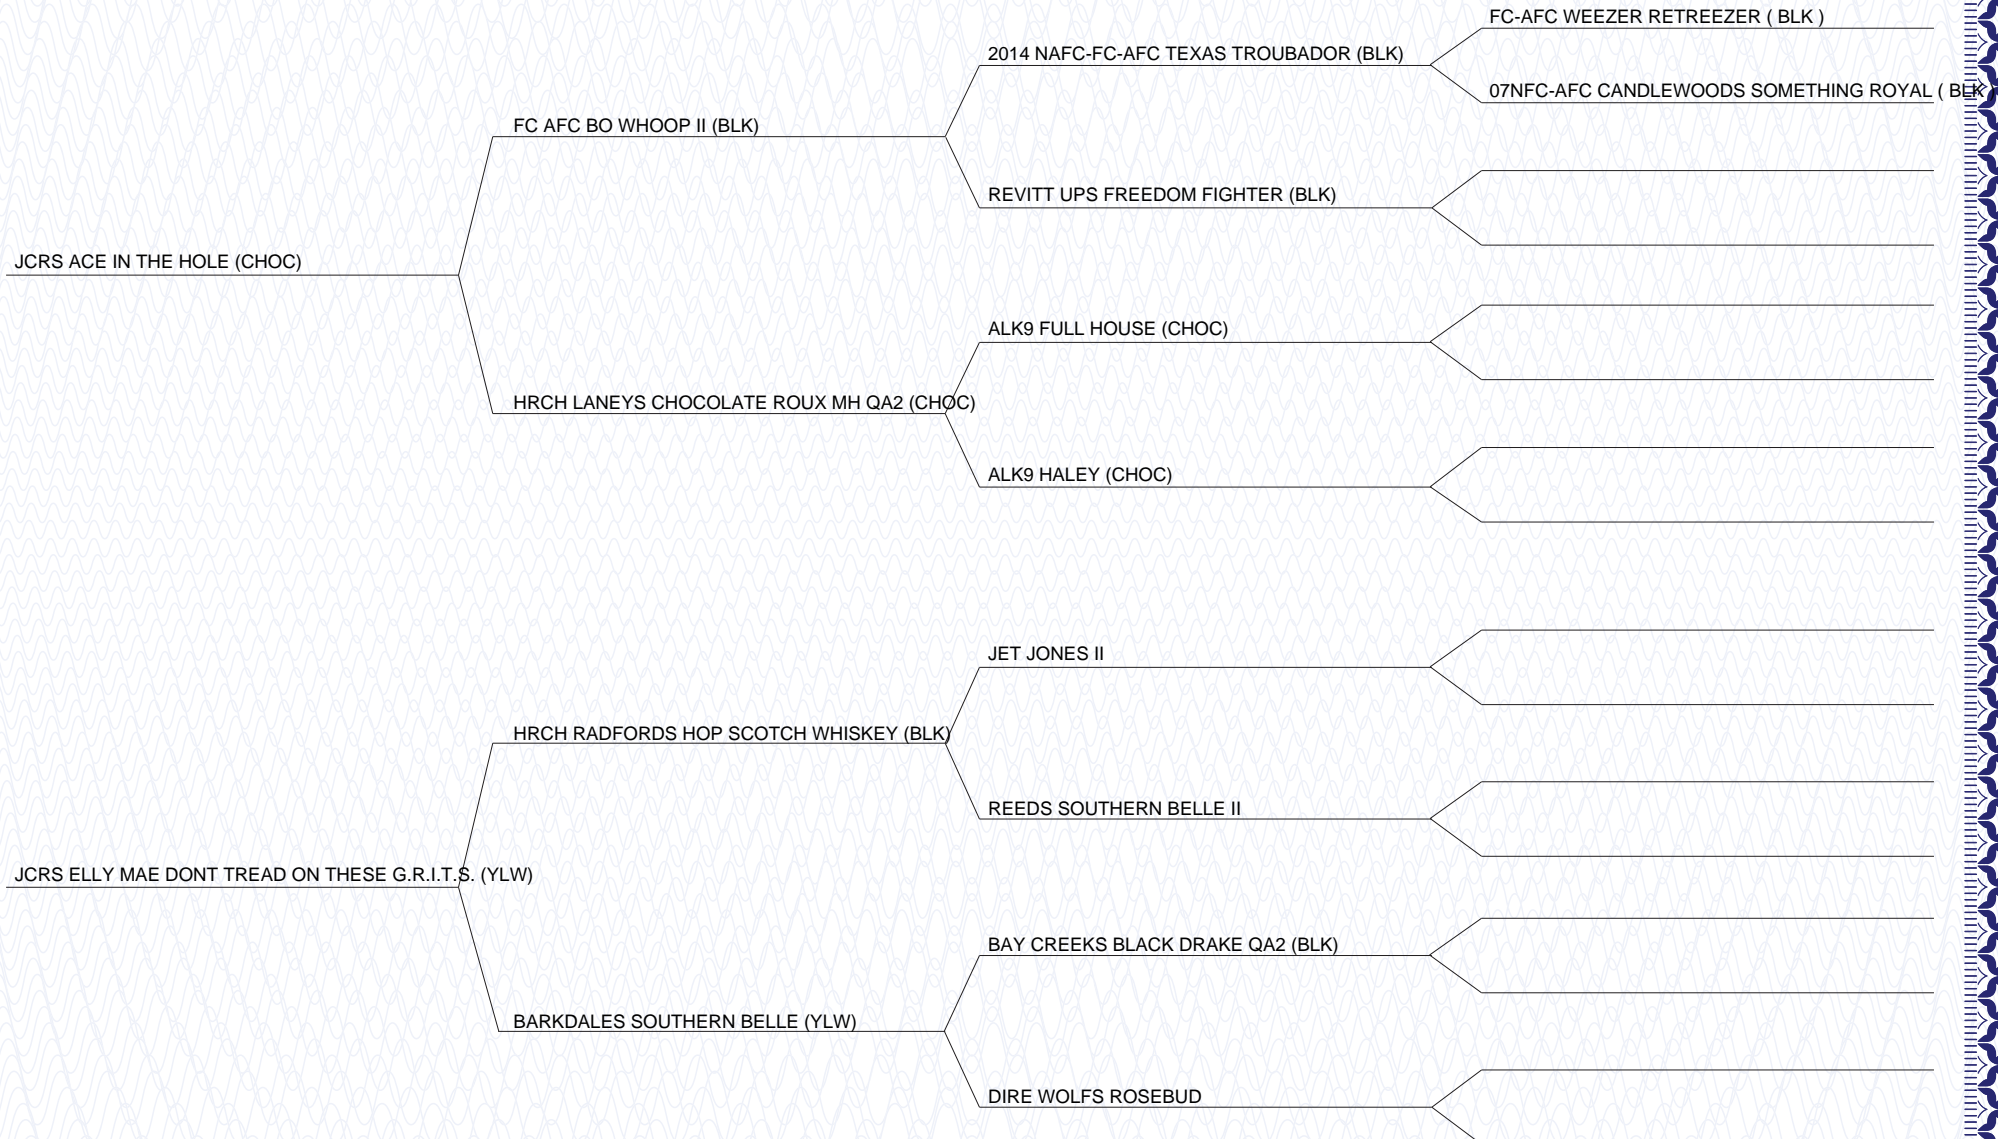 FC-AFC WEEZER RETREEZER ( BLK )
2014 NAFC-FC-AFC TEXAS TROUBADOR (BLK)
07NFC-AFC CANDLEWOODS SOMETHING ROYAL ( BLK )
FC AFC BO WHOOP II (BLK)
REVITT UPS FREEDOM FIGHTER (BLK)
JCRS ACE IN THE HOLE (CHOC)
ALK9 FULL HOUSE (CHOC)
HRCH LANEYS CHOCOLATE ROUX MH QA2 (CHOC)
ALK9 HALEY (CHOC)
JET JONES II
HRCH RADFORDS HOP SCOTCH WHISKEY (BLK)
REEDS SOUTHERN BELLE II
JCRS ELLY MAE DONT TREAD ON THESE G.R.I.T.S. (YLW)
BAY CREEKS BLACK DRAKE QA2 (BLK)
BARKDALES SOUTHERN BELLE (YLW)
DIRE WOLFS ROSEBUD